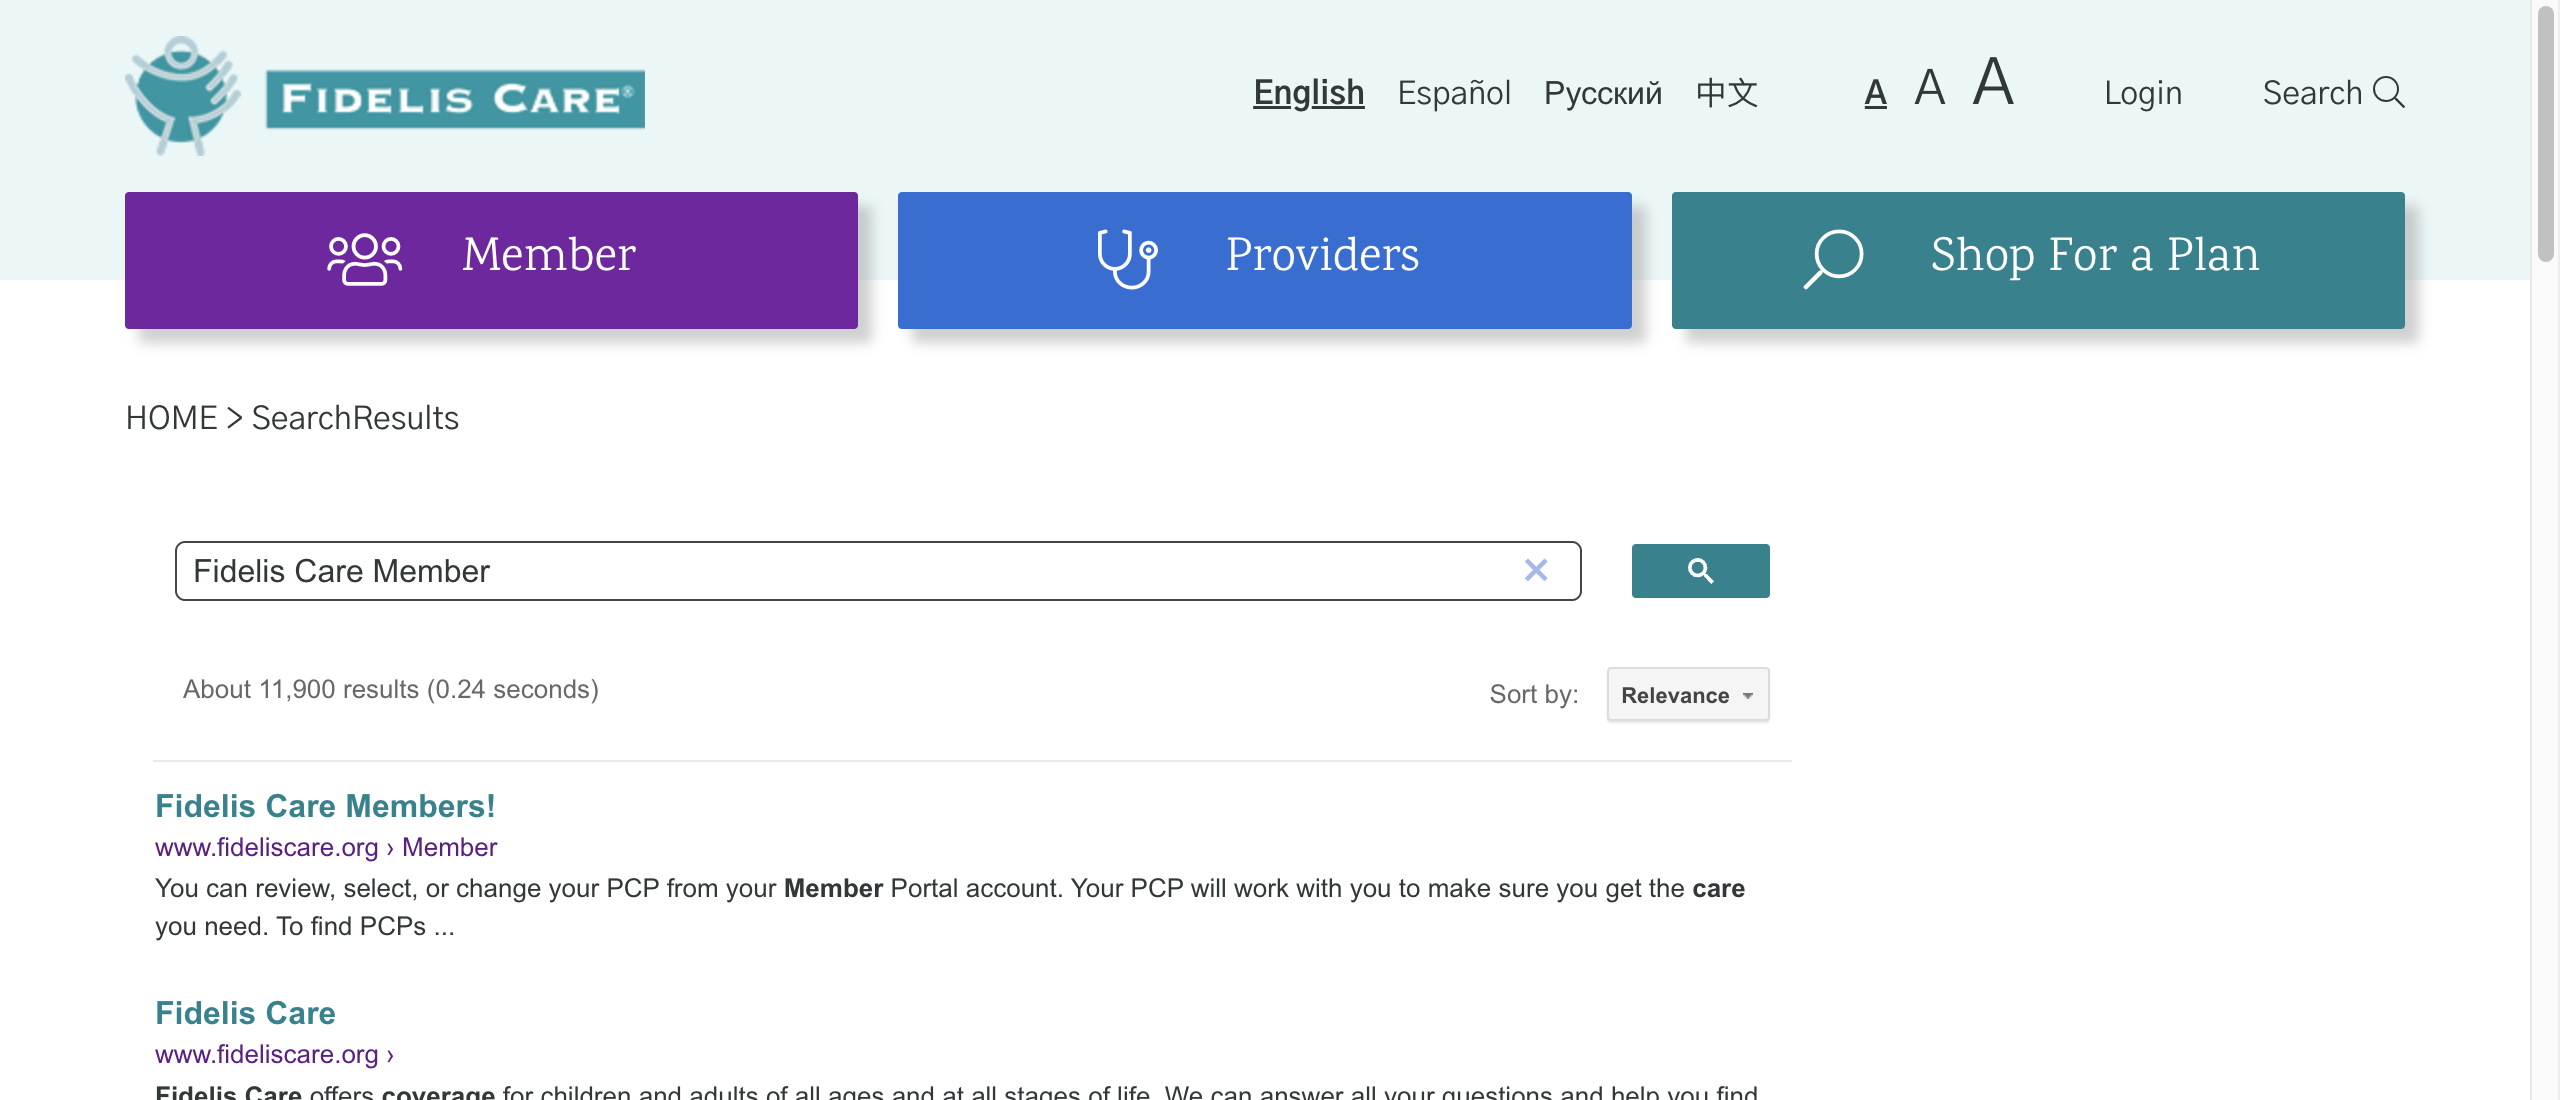 FIDELIS CARE®
English Español Русский 中文 A A A Login Search
Member
Providers
Shop For a Plan
HOME > SearchResults
Fidelis Care Member
About 11,900 results (0.24 seconds)
Sort by: Relevance
Fidelis Care Members!
www.fideliscare.org › Member
You can review, select, or change your PCP from your Member Portal account. Your PCP will work with you to make sure you get the care
you need. To find PCPs ...
Fidelis Care
www.fideliscare.org ›
Fidelis Care offers coverage for children and adults of all ages and at all stages of life. We can answer all your questions and help you find